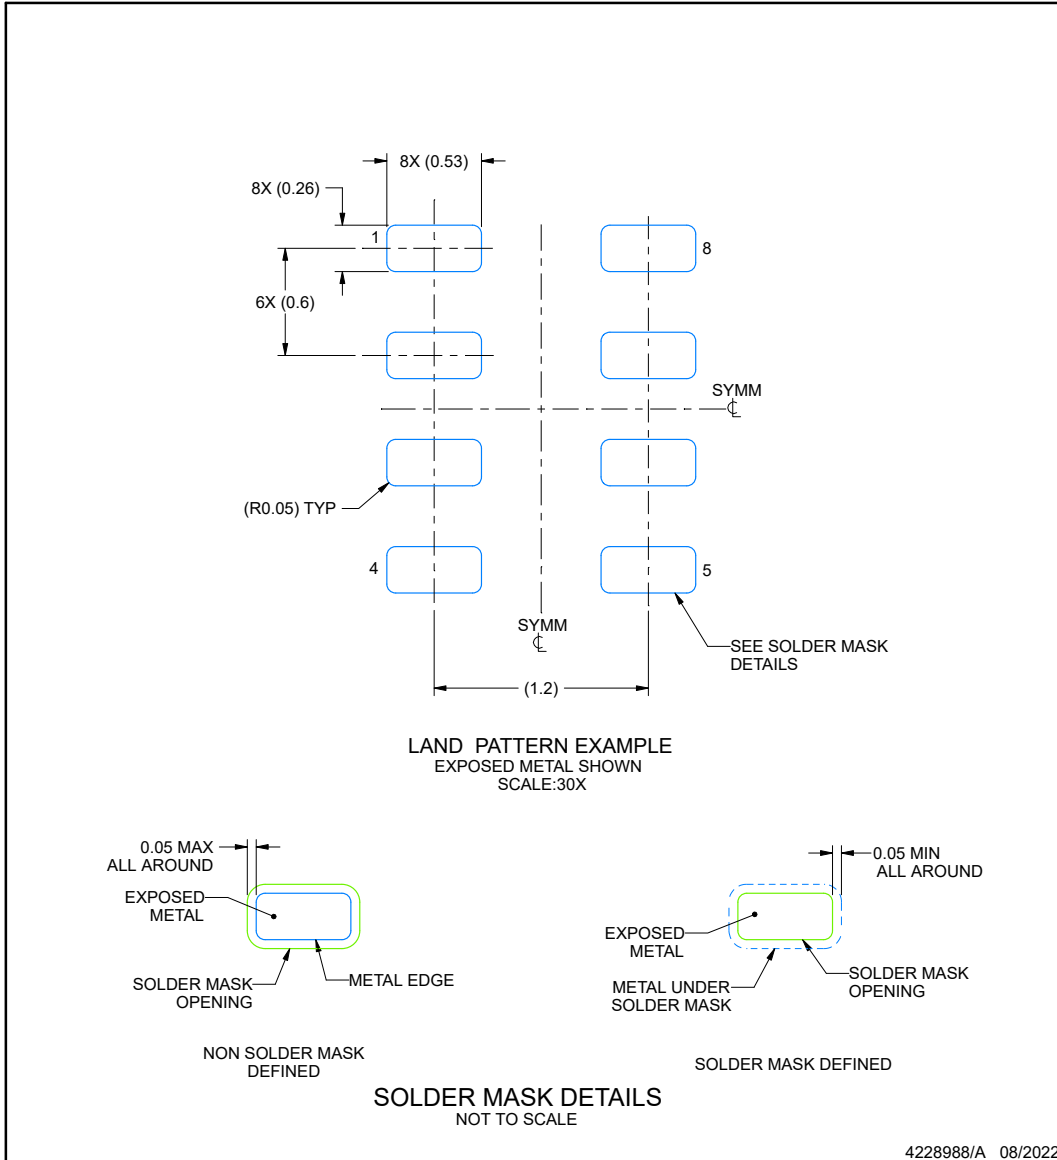 8X (0.53)
8X (0.26)
1
8
6X (0.6)
SYMM
(R0.05) TYP
4
5
SYMM
SEE SOLDER MASK
DETAILS
(1.2)
LAND PATTERN EXAMPLE
EXPOSED METAL SHOWN
SCALE:30X
0.05 MAX
ALL AROUND
EXPOSED
METAL
SOLDER MASK
OPENING
METAL EDGE
NON SOLDER MASK
DEFINED
0.05 MIN
ALL AROUND
EXPOSED
METAL
METAL UNDER
SOLDER MASK
SOLDER MASK
OPENING
SOLDER MASK DEFINED
SOLDER MASK DETAILS
NOT TO SCALE
4228988/A 08/2022